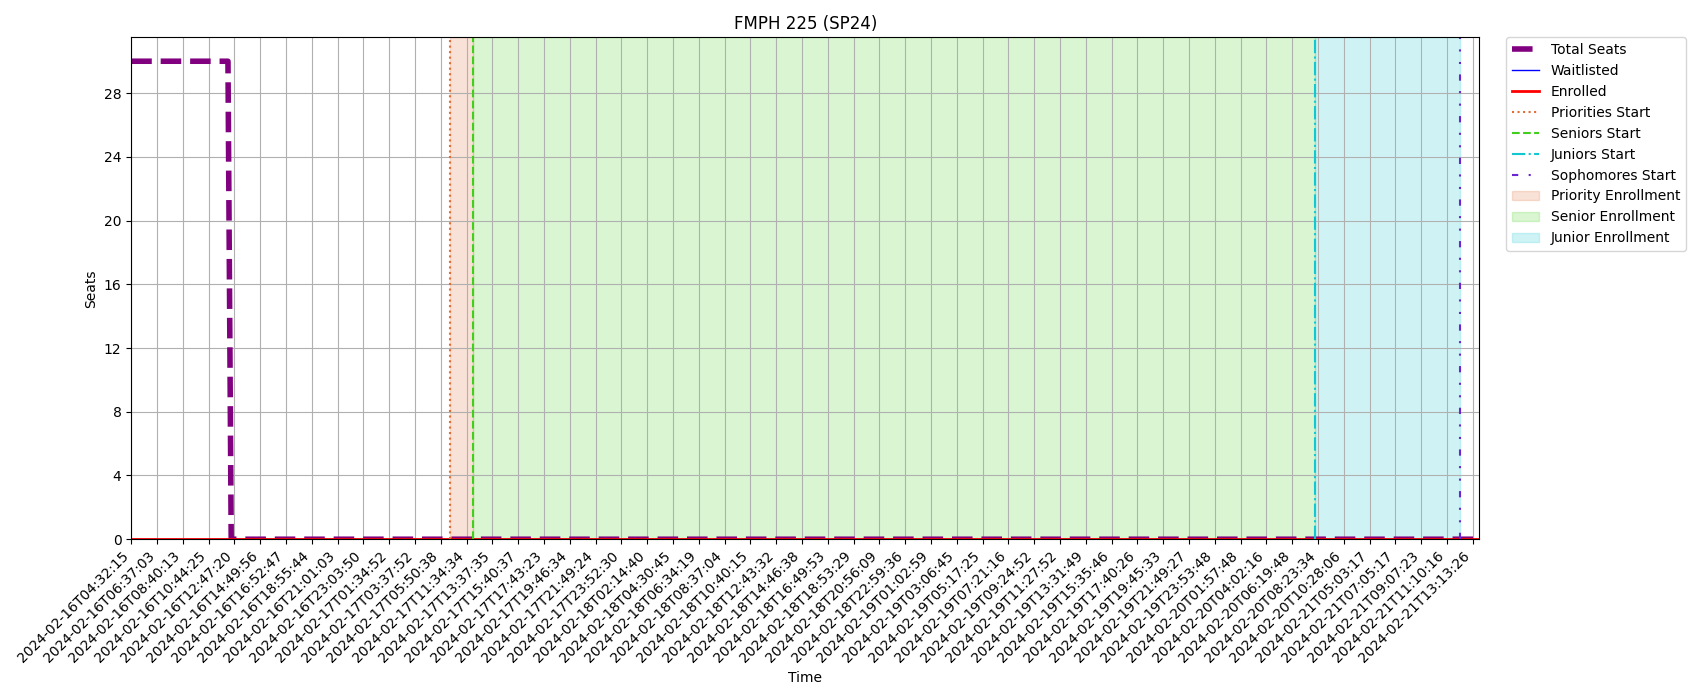 FMPH 225 (SP24)
Total Seats
Waitlisted
Enrolled
Priorities Start
Seniors Start
Juniors Start
Sophomores Start
Priority Enrollment
Senior Enrollment
Junior Enrollment
Seats
28
24
20
16
12
8
4
0
2024-02-16T04:32:15
2024-02-16T06:37:03
2024-02-16T08:40:13
2024-02-16T10:44:25
2024-02-16T12:47:20
2024-02-16T14:49:56
2024-02-16T16:52:47
2024-02-16T18:55:44
2024-02-16T21:01:03
2024-02-16T23:03:50
2024-02-17T01:34:52
2024-02-17T03:37:52
2024-02-17T05:50:38
2024-02-17T11:34:34
2024-02-17T13:37:35
2024-02-17T15:40:37
2024-02-17T17:43:23
2024-02-17T19:46:34
2024-02-17T21:49:24
2024-02-17T23:52:30
2024-02-18T02:14:40
2024-02-18T04:30:45
2024-02-18T06:34:19
2024-02-18T08:37:04
2024-02-18T10:40:15
2024-02-18T12:43:32
2024-02-18T14:46:38
2024-02-18T16:49:53
2024-02-18T18:53:29
2024-02-18T20:56:09
2024-02-18T22:59:36
2024-02-19T01:02:59
2024-02-19T03:06:45
2024-02-19T05:17:25
2024-02-19T07:21:16
2024-02-19T09:24:52
2024-02-19T11:27:52
2024-02-19T13:31:49
2024-02-19T15:35:46
2024-02-19T17:40:26
2024-02-19T19:45:33
2024-02-19T21:49:27
2024-02-19T23:53:48
2024-02-20T01:57:48
2024-02-20T04:02:16
2024-02-20T06:19:48
2024-02-20T08:23:34
2024-02-20T10:28:06
2024-02-21T05:03:17
2024-02-21T07:05:17
2024-02-21T09:07:23
2024-02-21T11:10:16
2024-02-21T13:13:26
Time